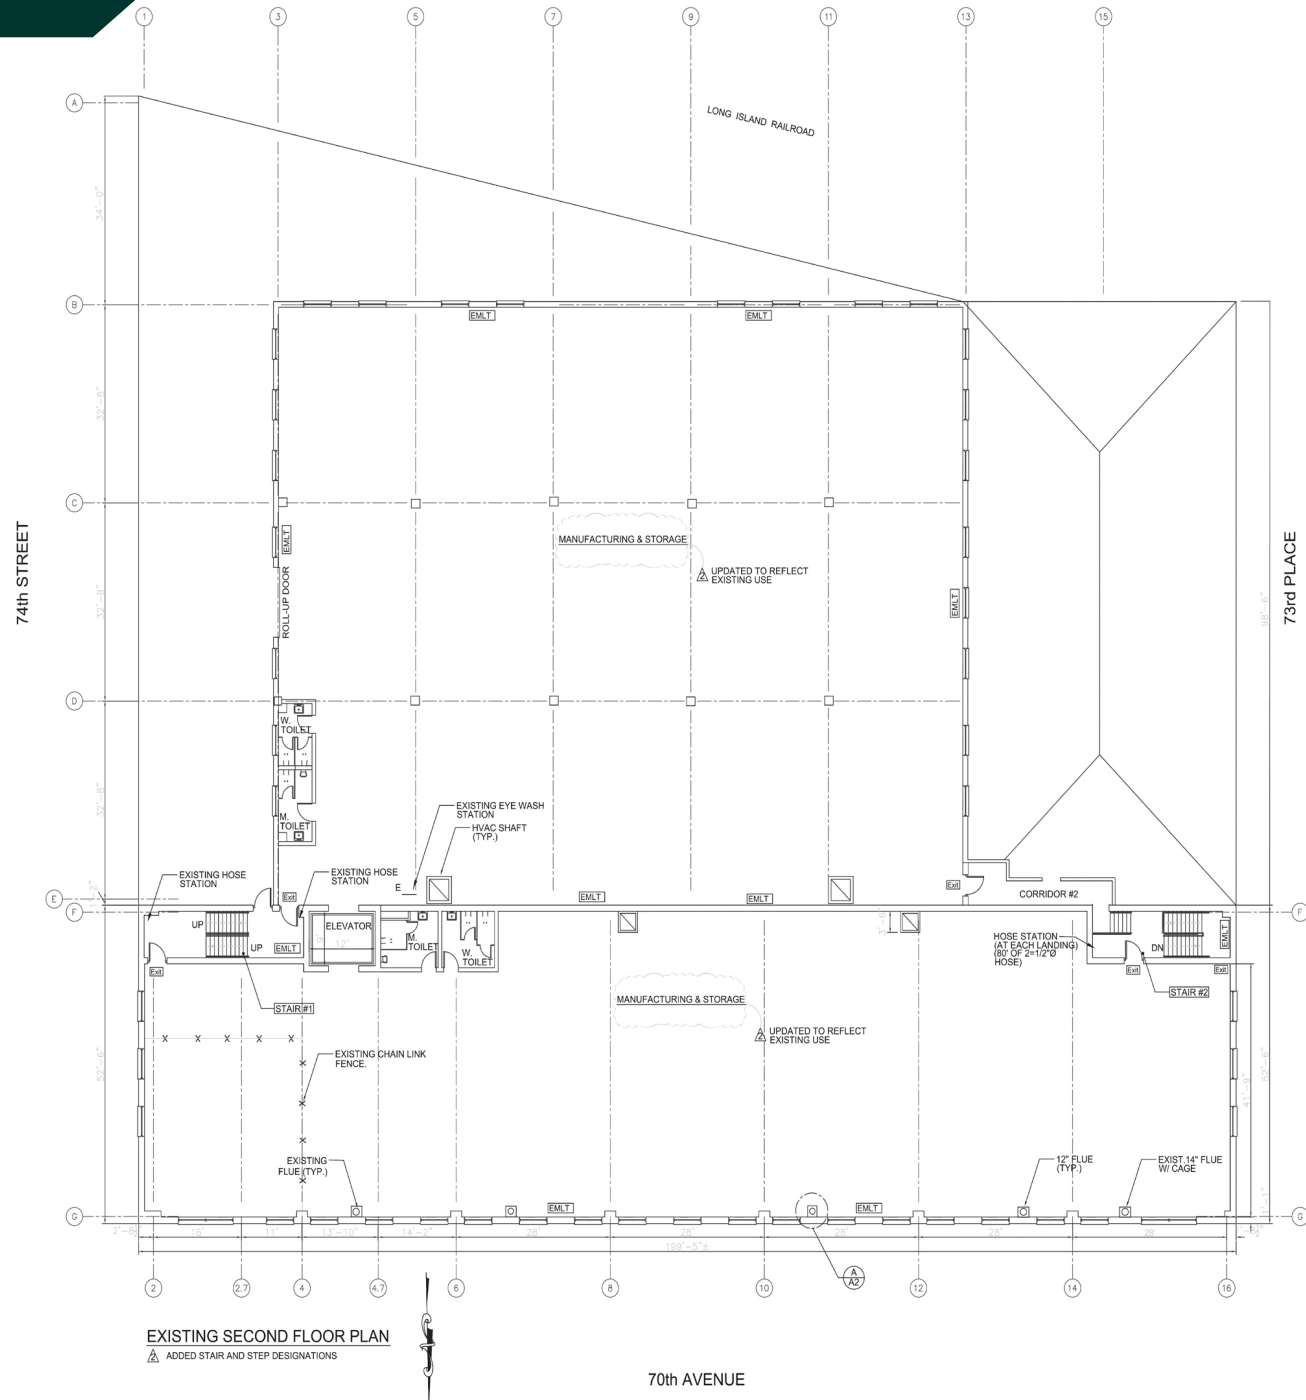 1 3 5 7 9 11 13 15
A
LONG ISLAND RAILROAD
34'-0"
B
EMLT EMLT
32'-8"
C
EMLT
MANUFACTURING & STORAGE
2 UPDATED TO REFLECT
EXISTING USE
74th STREET
73rd PLACE
ROLL-UP DOOR
32'-8"
EMLT
98'-6"
D
W.
TOILET
32'-8"
M.
TOILET
EXISTING EYE WASH
STATION
HVAC SHAFT
(TYP.)
EXISTING HOSE
STATION
EXISTING HOSE
STATION
E
E
Exit
EMLT EMLT
Exit
CORRIDOR #2
F
F
UP
UP
EMLT
ELEVATOR
12'
M.
TOILET
W.
TOILET
3'-6"
HOSE STATION
(AT EACH LANDING)
(80' OF 2=1/2"Ø
HOSE)
DN
EMLT
Exit
Exit
Exit
STAIR #1
STAIR #2
MANUFACTURING & STORAGE
2 UPDATED TO REFLECT
EXISTING USE
X X X X X
EXISTING CHAIN LINK
FENCE.
52'-6"
41'-9"
52'-6"
EXISTING
FLUE (TYP.)
12" FLUE
(TYP.)
EXIST.14" FLUE
W/ CAGE
EMLT
EMLT
G
G
16' 11' 13'-10" 14'-2" 28' 28' 28' 28' 28'
199'-5"±
A
A2
2 2.7 4 4.7 6 8 10 12 14 16
EXISTING SECOND FLOOR PLAN
2 ADDED STAIR AND STEP DESIGNATIONS
70th AVENUE